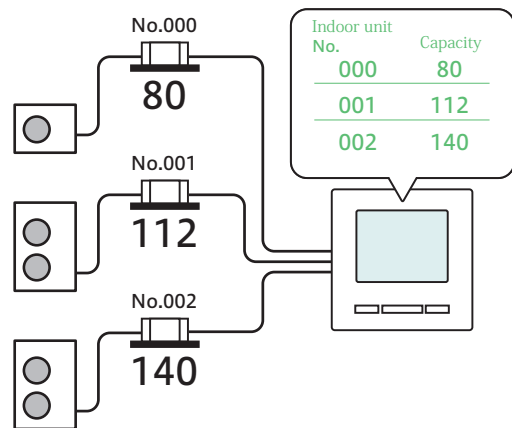 No.000
80
No.001
112
No.002
140
Indoor unit
No. Capacity
000 80
001 112
002 140